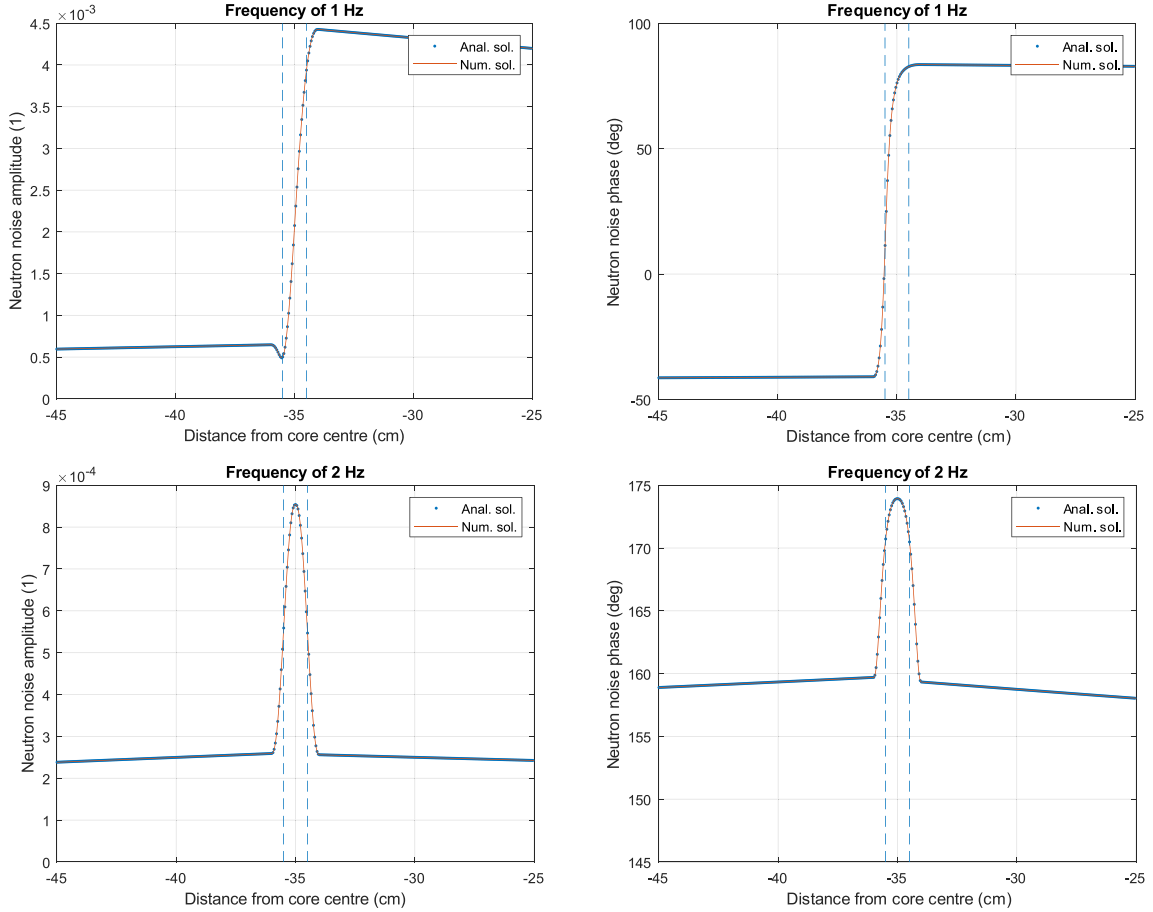 Frequency of 1 Hz
×10⁻³
4.5
4
3.5
3
2.5
2
1.5
1
0.5
0
Neutron noise amplitude (1)
-45
-40
-35
-30
-25
Distance from core centre (cm)
Anal. sol.
Num. sol.
Frequency of 1 Hz
100
50
0
-50
Neutron noise phase (deg)
-45
-40
-35
-30
-25
Distance from core centre (cm)
Anal. sol.
Num. sol.
Frequency of 2 Hz
×10⁻⁴
9
8
7
6
5
4
3
2
1
0
Neutron noise amplitude (1)
-45
-40
-35
-30
-25
Distance from core centre (cm)
Anal. sol.
Num. sol.
Frequency of 2 Hz
175
170
165
160
155
150
145
Neutron noise phase (deg)
-45
-40
-35
-30
-25
Distance from core centre (cm)
Anal. sol.
Num. sol.